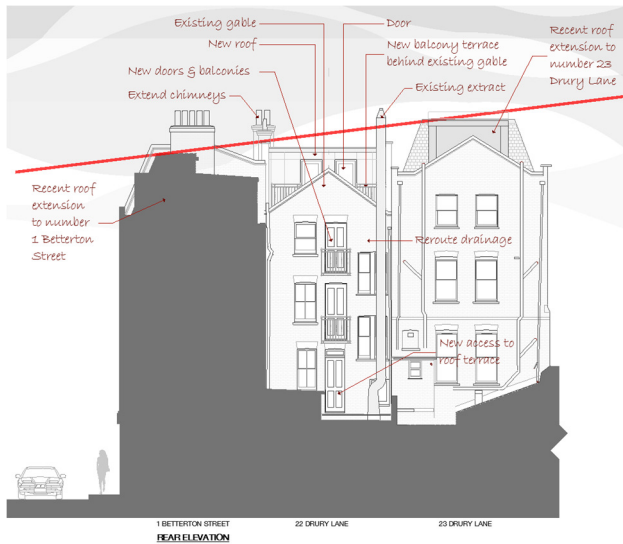 Existing gable
Door
New roof
New balcony terrace
behind existing gable
Recent roof
extension to
number 23
Drury Lane
New doors & balconies
Extend chimneys
Existing extract
Recent roof
extension
to number
1 Betterton
Street
Reroute drainage
New access to
roof terrace
1 BETTERTON STREET
22 DRURY LANE
23 DRURY LANE
REAR ELEVATION